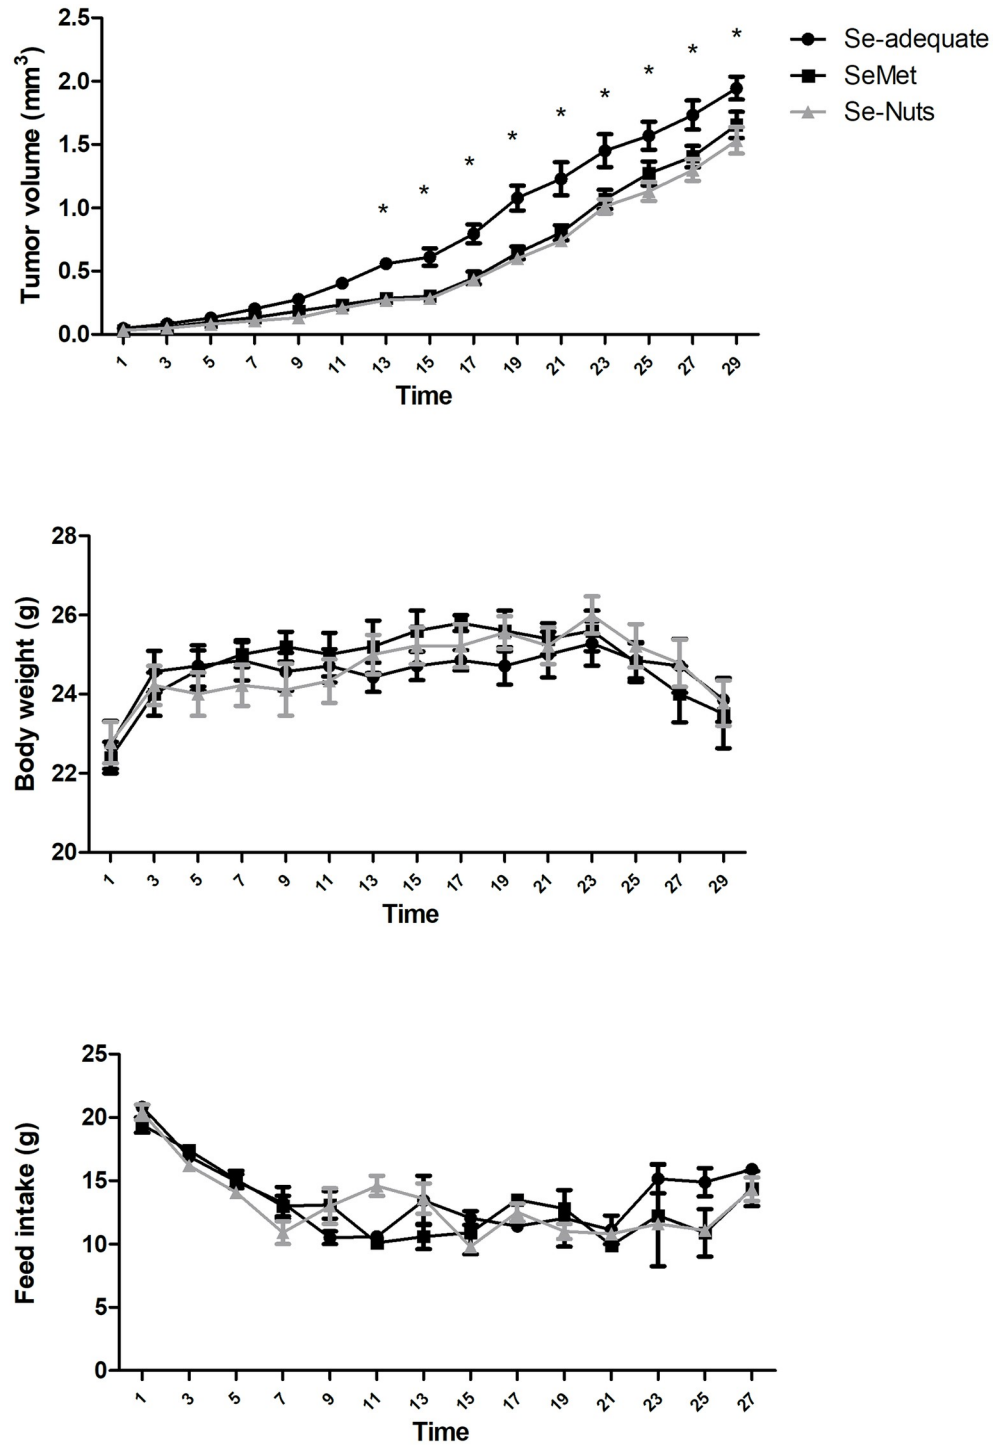 Tumor volume (mm³)
2.5
2.0
1.5
1.0
0.5
0.0
* * * * * * * * *
1 3 5 7 9 11 13 15 17 19 21 23 25 27 29
Time
Se-adequate
SeMet
Se-Nuts
Body weight (g)
28
26
24
22
20
1 3 5 7 9 11 13 15 17 19 21 23 25 27 29
Time
Feed intake (g)
25
20
15
10
5
0
1 3 5 7 9 11 13 15 17 19 21 23 25 27
Time